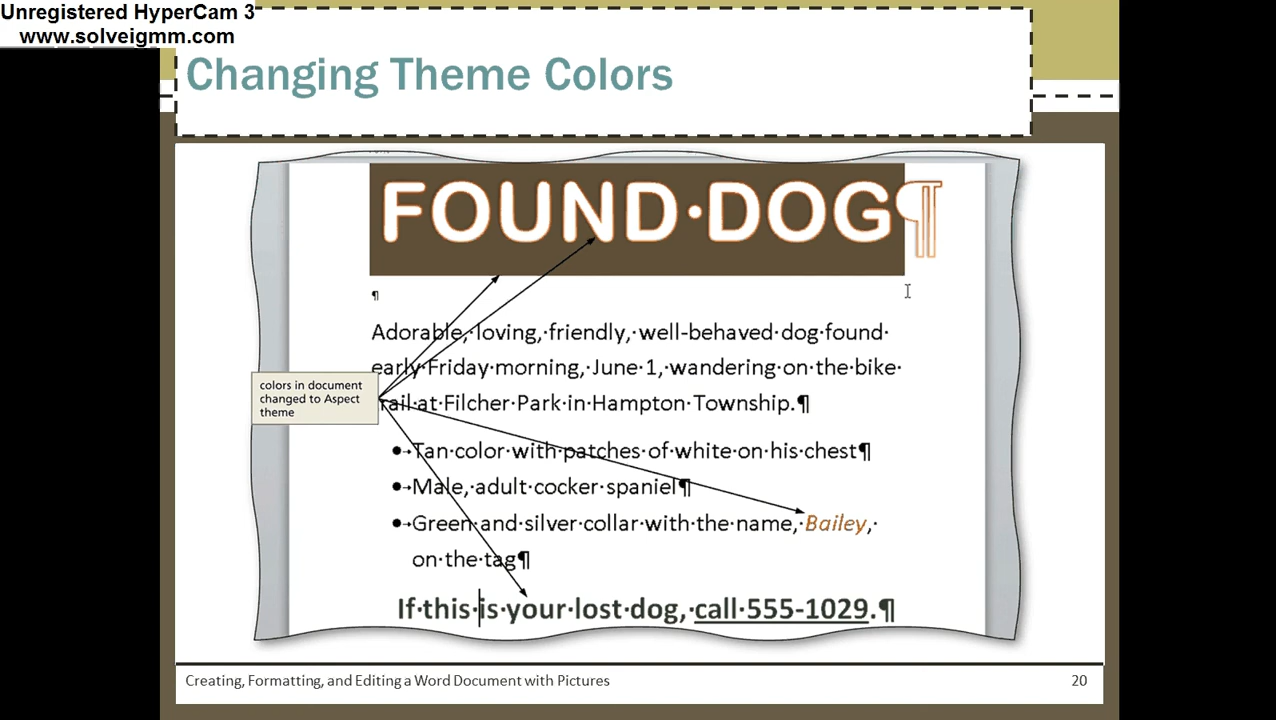 Unregistered HyperCam 3
www.solveigmm.com
Changing Theme Colors
FOUND·DOG¶
¶
Adorable,·loving,·friendly,·well-behaved·dog·found·
early·Friday·morning,·June·1,·wandering·on·the·bike·
rail·at·Filcher·Park·in·Hampton·Township.¶
colors in document
changed to Aspect
theme
●→Tan·color·with·patches·of·white·on·his·chest¶
●→Male,·adult·cocker·spaniel¶
●→Green·and·silver·collar·with·the·name,·Bailey,·
on·the·tag¶
If·this·is·your·lost·dog,·call·555-1029.¶
Creating, Formatting, and Editing a Word Document with Pictures
20